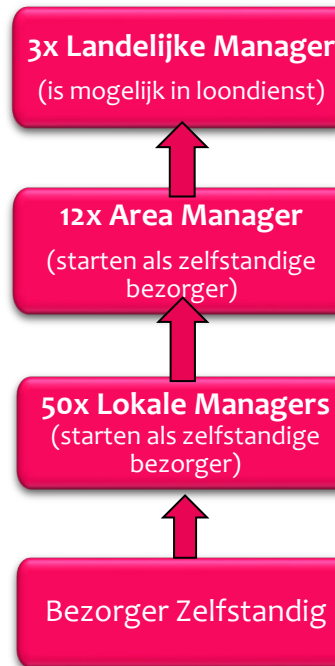 3x Landelijke Manager
(is mogelijk in loondienst)
12x Area Manager
(starten als zelfstandige
bezorger)
50x Lokale Managers
(starten als zelfstandige
bezorger)
Bezorger Zelfstandig